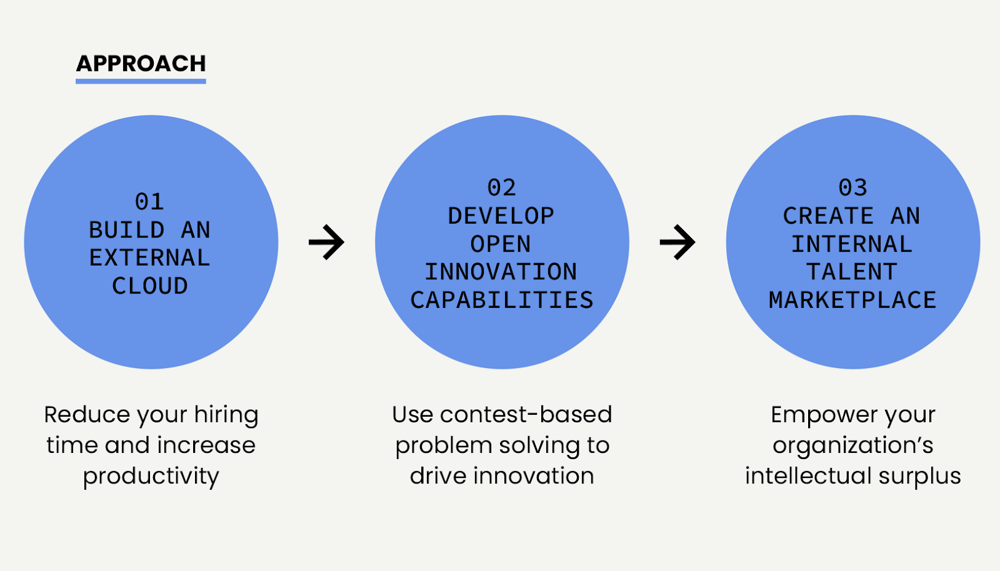 APPROACH
01
BUILD AN
EXTERNAL
CLOUD
Reduce your hiring
time and increase
productivity
02
DEVELOP
OPEN
INNOVATION
CAPABILITIES
Use contest-based
problem solving to
drive innovation
03
CREATE AN
INTERNAL
TALENT
MARKETPLACE
Empower your
organization’s
intellectual surplus